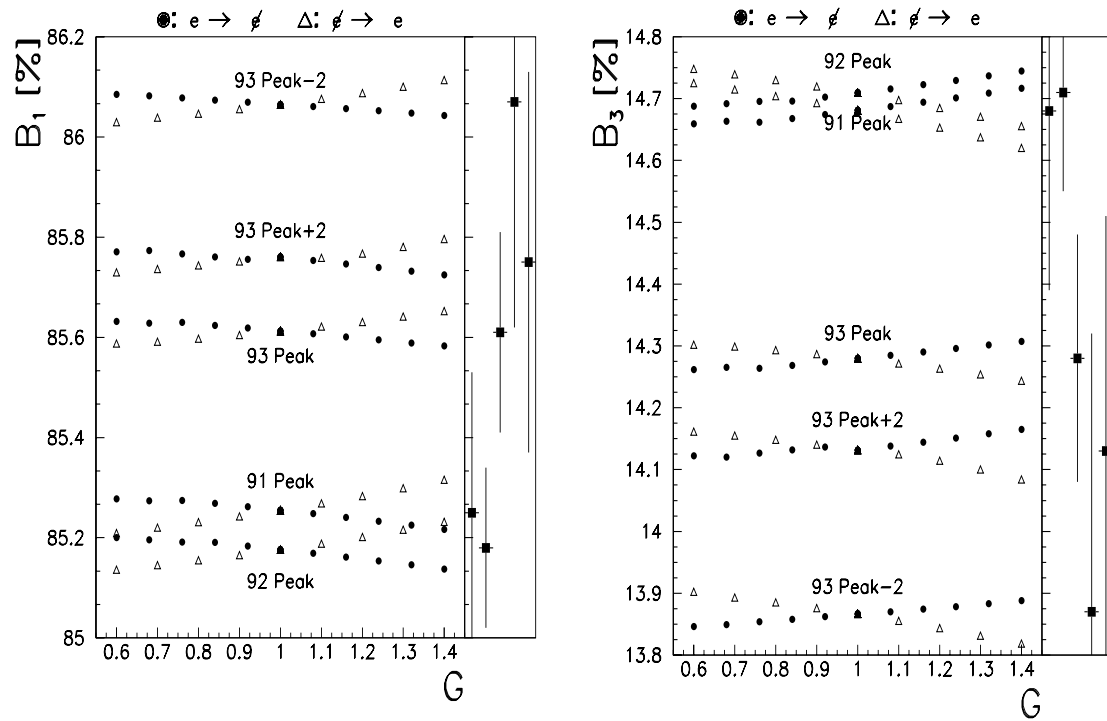 ●: e → e̸ △: e̸ → e
B₁ [%]
86.2
86
85.8
85.6
85.4
85.2
85
93 Peak−2
93 Peak+2
93 Peak
91 Peak
92 Peak
0.6 0.7 0.8 0.9 1 1.1 1.2 1.3 1.4
G
●: e → e̸ △: e̸ → e
B₃ [%]
14.8
14.7
14.6
14.5
14.4
14.3
14.2
14.1
14
13.9
13.8
92 Peak
91 Peak
93 Peak
93 Peak+2
93 Peak−2
0.6 0.7 0.8 0.9 1 1.1 1.2 1.3 1.4
G